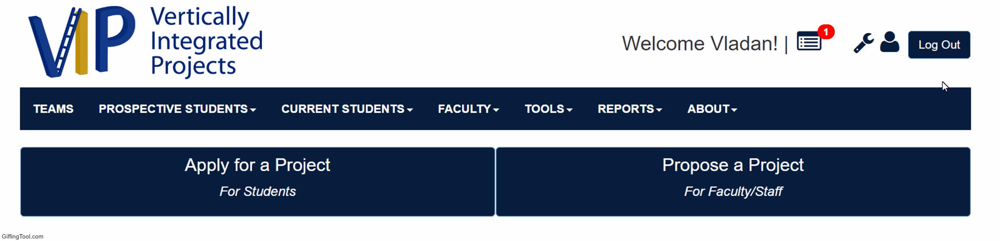 VIP
Vertically
Integrated
Projects
Welcome Vladan! |
1
Log Out
TEAMS PROSPECTIVE STUDENTS CURRENT STUDENTS FACULTY TOOLS REPORTS ABOUT
Apply for a Project
For Students
Propose a Project
For Faculty/Staff
GiffingTool.com